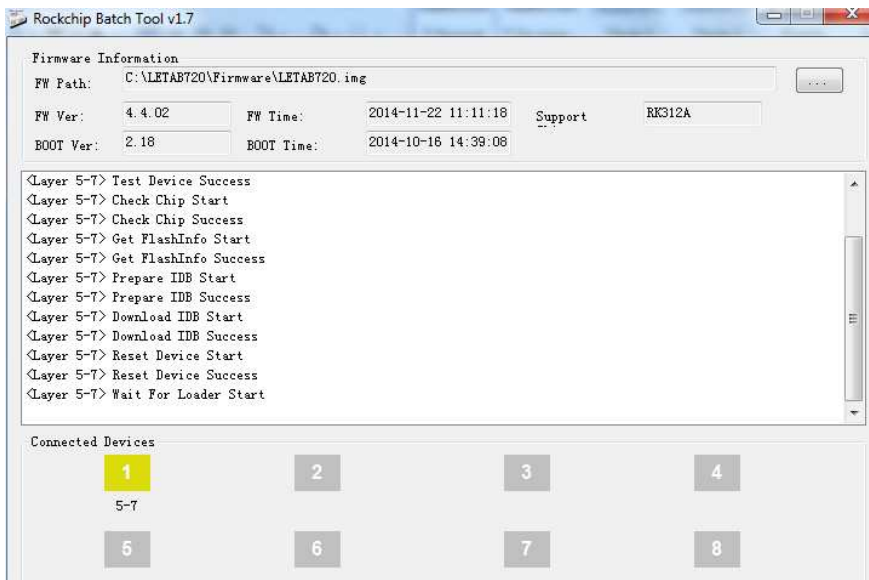 Rockchip Batch Tool v1.7
Firmware Information
FW Path: C:\LETAB720\Firmware\LETAB720.img ...
FW Ver: 4.4.02 FW Time: 2014-11-22 11:11:18 Support RK312A
BOOT Ver: 2.18 BOOT Time: 2014-10-16 14:39:08
<Layer 5-7> Test Device Success
<Layer 5-7> Check Chip Start
<Layer 5-7> Check Chip Success
<Layer 5-7> Get FlashInfo Start
<Layer 5-7> Get FlashInfo Success
<Layer 5-7> Prepare IDB Start
<Layer 5-7> Prepare IDB Success
<Layer 5-7> Download IDB Start
<Layer 5-7> Download IDB Success
<Layer 5-7> Reset Device Start
<Layer 5-7> Reset Device Success
<Layer 5-7> Wait For Loader Start
Connected Devices
1 2 3 4
5-7
5 6 7 8